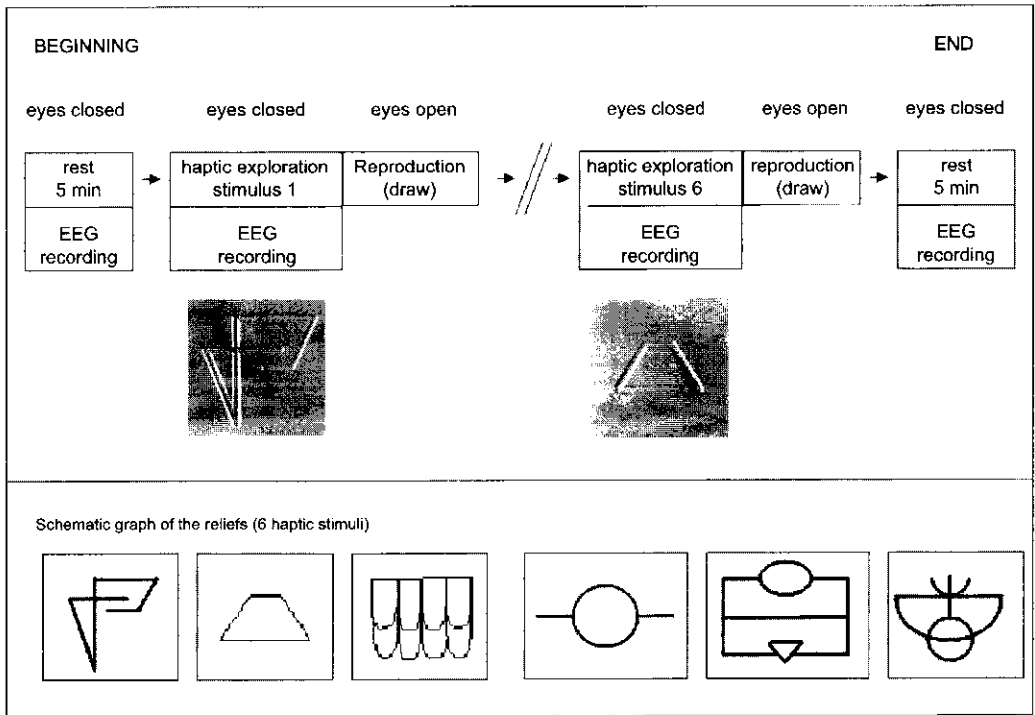 BEGINNING
END
eyes closed
eyes closed
eyes open
eyes closed
eyes open
eyes closed
rest
5 min
haptic exploration
stimulus 1
Reproduction
(draw)
haptic exploration
stimulus 6
reproduction
(draw)
rest
5 min
EEG
recording
EEG
recording
EEG
recording
EEG
recording
Schematic graph of the reliefs (6 haptic stimuli)